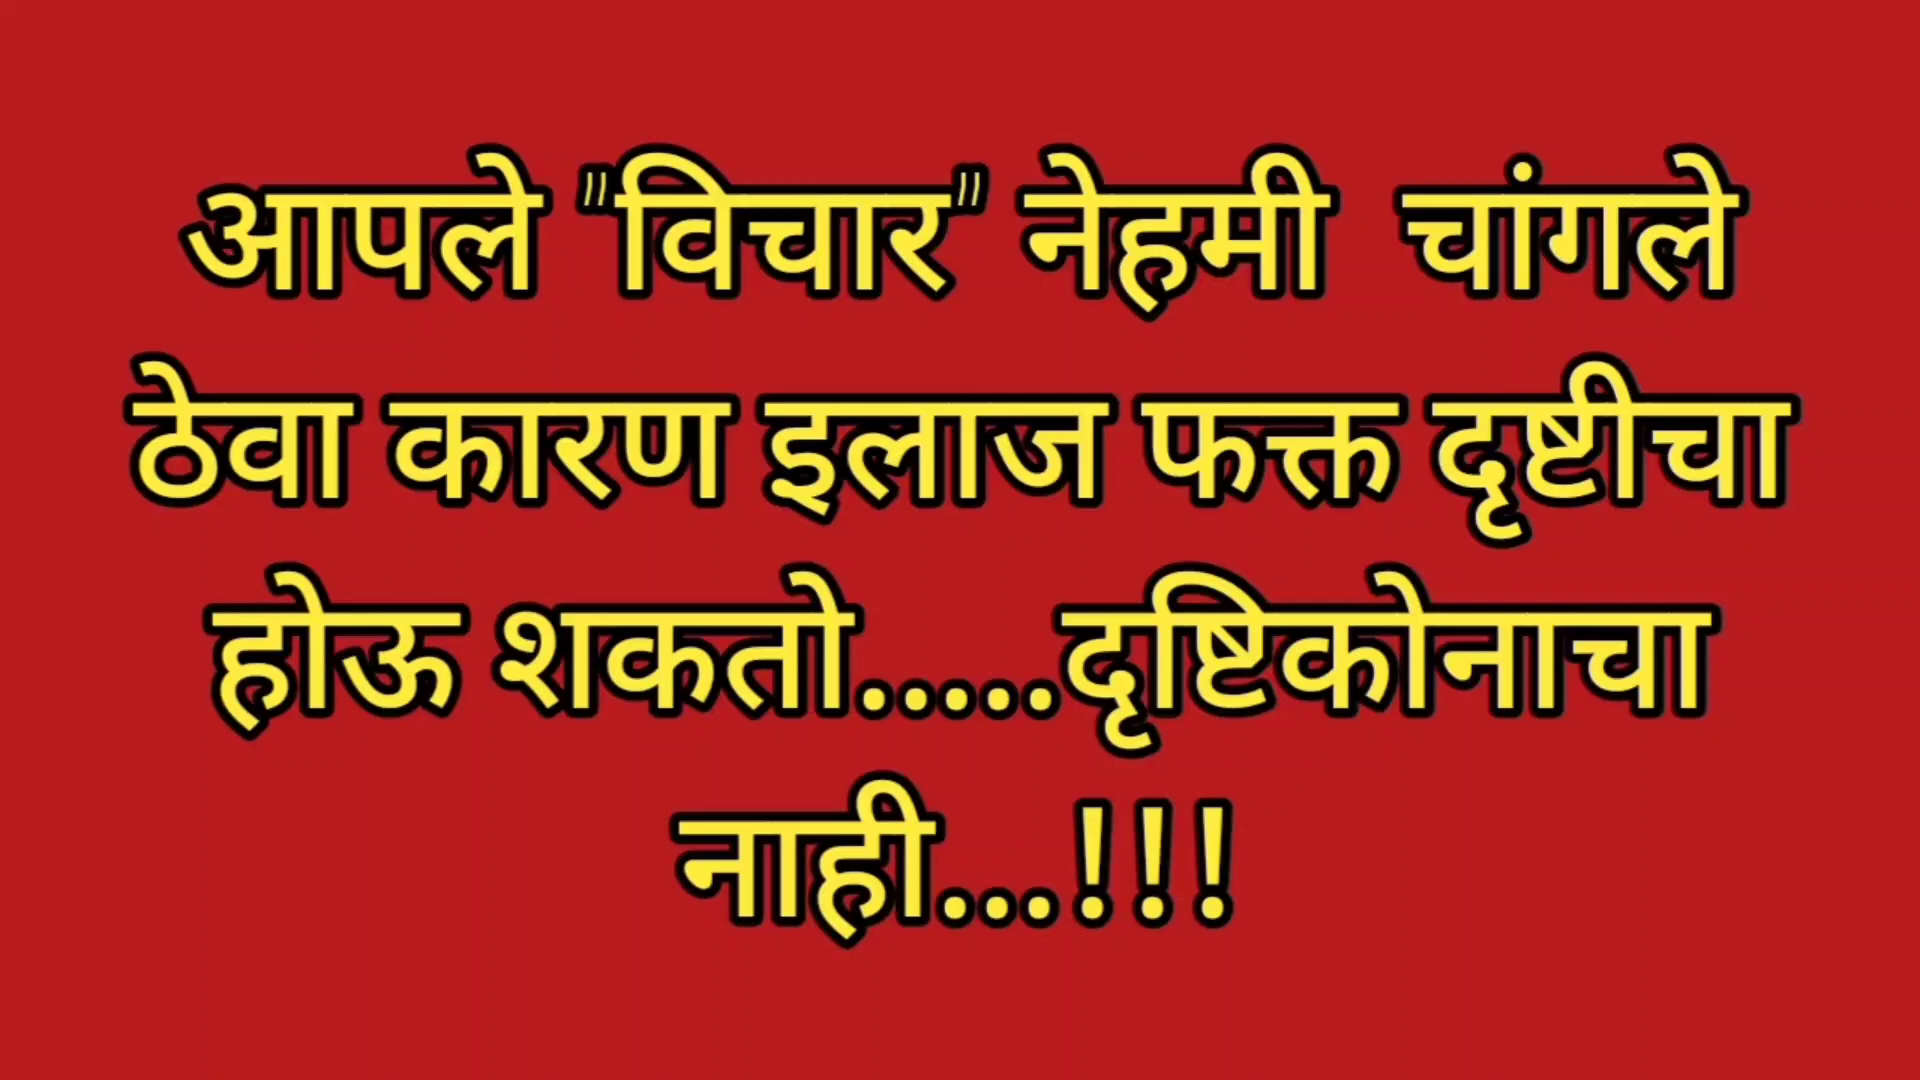 आपले "विचार" नेहमी  चांगले
ठेवा कारण इलाज फक्त दृष्टीचा
होऊ शकतो.....दृष्टिकोनाचा
नाही...!!!